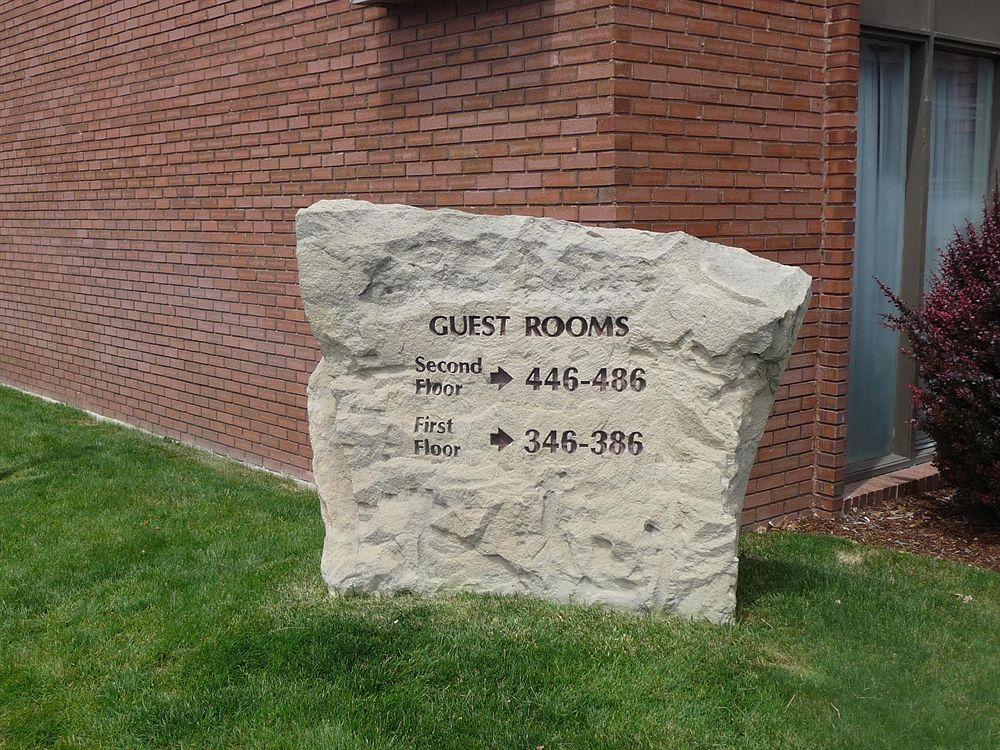 GUEST ROOMS
Second Floor ➡ 446-486
First Floor ➡ 346-386